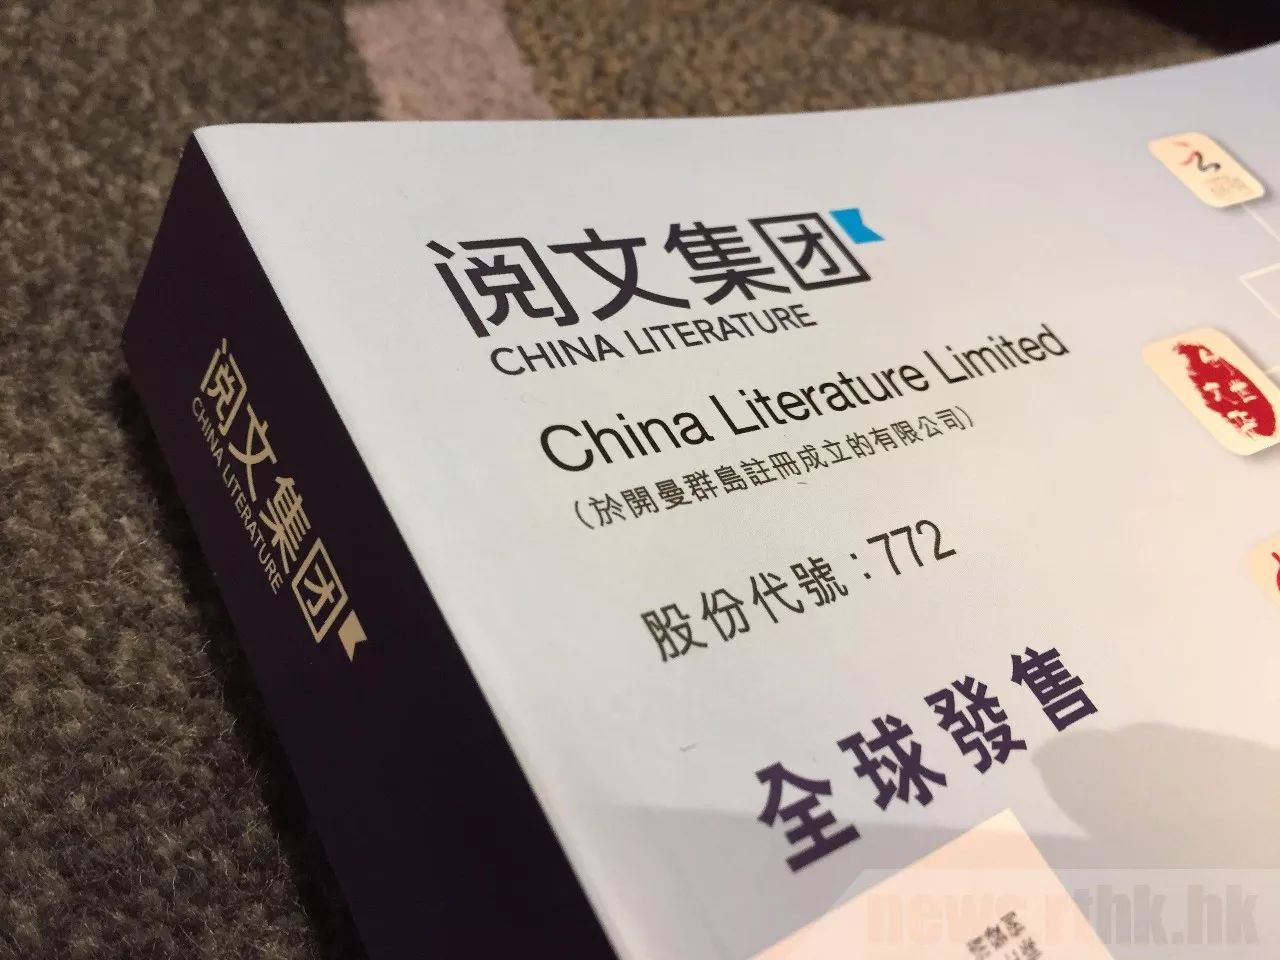 阅文集团
CHINA LITERATURE
China Literature Limited
（於開曼群島註冊成立的有限公司）
股份代號：772
全球發售
阅文集团
CHINA LITERATURE
news.rthk.hk